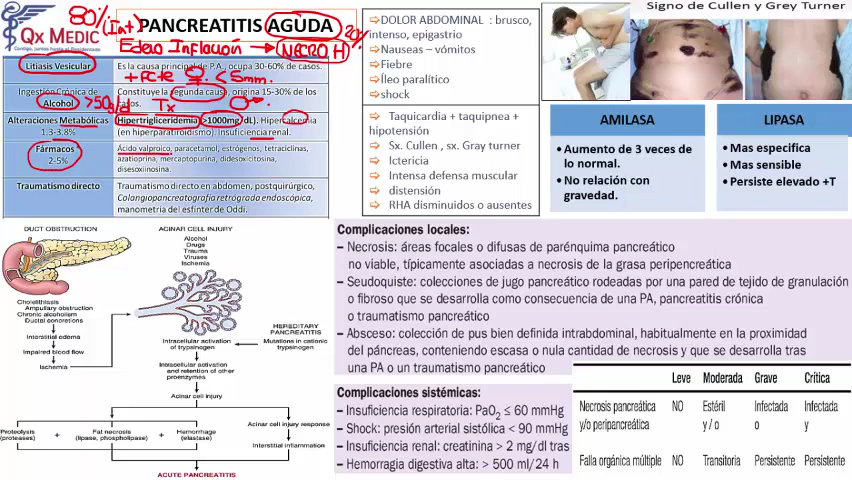 80% (Int)
Qx MEDIC
Contigo, juntos hasta el Residentado
PANCREATITIS AGUDA
20%
Edema Inflación → NECRO, H
Litiasis Vesicular
Es la causa principal de P.A., ocupa 30-60% de casos.
+ Fcte < 5mm.
Ingestión Crónica de Alcohol
>50g/d
Constituye la segunda causa, origina 15-30% de los casos.
Tx
Alteraciones Metabólicas
1.3-3.8%
Hipertrigliceridemia (>1000mg/dL). Hipercalcemia
(en hiperparatiroidismo). Insuficiencia renal.
Fármacos
2-5%
Ácido valproico, paracetamol; estrógenos, tetraciclinas,
azatioprina, mercaptopurina, didesoxicitosina,
desoxiinosina.
Traumatismo directo
Traumatismo directo en abdomen, postquirúrgico,
Colangiopancreatografía retrógrada endoscópica,
manometria del esfinter de Oddi.
DOLOR ABDOMINAL : brusco,
intenso, epigastrio
Nauseas – vómitos
Fiebre
Íleo paralítico
shock
Taquicardia + taquipnea +
hipotensión
Sx. Cullen , sx. Gray turner
Ictericia
Intensa defensa muscular
distensión
RHA disminuidos o ausentes
Signo de Cullen y Grey Turner
AMILASA
• Aumento de 3 veces de
lo normal.
• No relación con
gravedad.
LIPASA
• Mas especifica
• Mas sensible
• Persiste elevado +T
DUCT OBSTRUCTION
Cholelithiasis
Ampullary obstruction
Chronic alcoholism
Ductal concretions
Interstitial edema
Impaired blood flow
Ischemia
ACINAR CELL INJURY
Alcohol
Drugs
Trauma
Viruses
Ischemia
HEREDITARY
PANCREATITIS
Mutations in cationic
trypsinogen
Intracellular activation
of trypsinogen
Intracellular activation
and retention of other
proenzymes
Acinar cell injury
Proteolysis
(proteases)
+
Fat necrosis
(lipase, phospholipase)
+
Hemorrhage
(elastase)
Acinar cell injury response
Interstitial inflammation
ACUTE PANCREATITIS
Complicaciones locales:
– Necrosis: áreas focales o difusas de parénquima pancreático
no viable, típicamente asociadas a necrosis de la grasa peripancreática
– Seudoquiste: colecciones de jugo pancreático rodeadas por una pared de tejido de granulación
o fibroso que se desarrolla como consecuencia de una PA, pancreatitis crónica
o traumatismo pancreático
– Absceso: colección de pus bien definida intrabdominal, habitualmente en la proximidad
del páncreas, conteniendo escasa o nula cantidad de necrosis y que se desarrolla tras
una PA o un traumatismo pancreático
Complicaciones sistémicas:
– Insuficiencia respiratoria: PaO2 ≤ 60 mmHg
– Shock: presión arterial sistólica < 90 mmHg
– Insuficiencia renal: creatinina > 2 mg/dl tras
– Hemorragia digestiva alta: > 500 ml/24 h
Leve Moderada Grave Crítica
Necrosis pancreática NO Estéril Infectada Infectada
y/o peripancreática y / o o y
Falla orgánica múltiple NO Transitoria Persistente Persistente